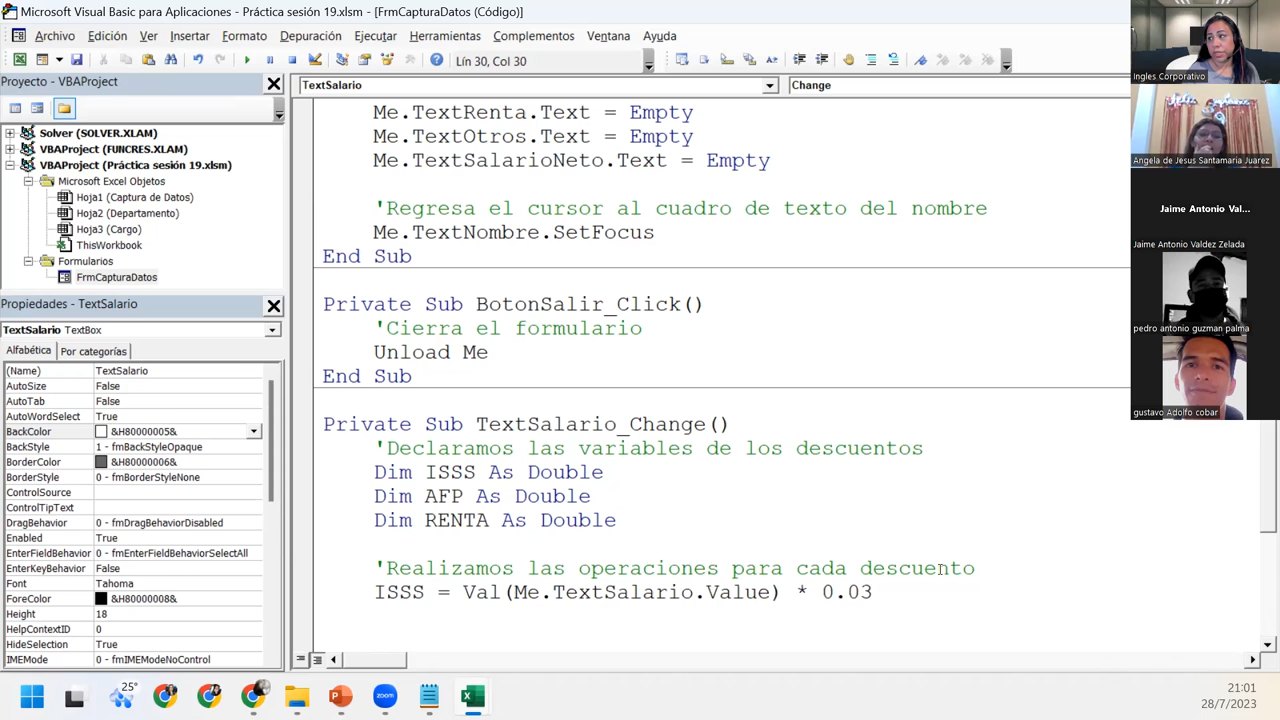 Microsoft Visual Basic para Aplicaciones - Práctica sesión 19.xlsm - [FrmCapturaDatos (Código)]
Archivo Edición Ver Insertar Formato Depuración Ejecutar Herramientas Complementos Ventana Ayuda
Lín 30, Col 30
Proyecto - VBAProject
Solver (SOLVER.XLAM)
VBAProject (FUNCRES.XLAM)
VBAProject (Práctica sesión 19.xlsm)
Microsoft Excel Objetos
Hoja1 (Captura de Datos)
Hoja2 (Departamento)
Hoja3 (Cargo)
ThisWorkbook
Formularios
FrmCapturaDatos
Propiedades - TextSalario
TextSalario TextBox
Alfabética Por categorías
(Name) TextSalario
AutoSize False
AutoTab False
AutoWordSelect True
BackColor &H80000005&
BackStyle 1 - fmBackStyleOpaque
BorderColor &H80000006&
BorderStyle 0 - fmBorderStyleNone
ControlSource
ControlTipText
DragBehavior 0 - fmDragBehaviorDisabled
Enabled True
EnterFieldBehavior 0 - fmEnterFieldBehaviorSelectAll
EnterKeyBehavior False
Font Tahoma
ForeColor &H80000008&
Height 18
HelpContextID 0
HideSelection True
IMEMode 0 - fmIMEModeNoControl
TextSalario Change
Me.TextRenta.Text = Empty
Me.TextOtros.Text = Empty
Me.TextSalarioNeto.Text = Empty
'Regresa el cursor al cuadro de texto del nombre
Me.TextNombre.SetFocus
End Sub
Private Sub BotonSalir_Click()
'Cierra el formulario
Unload Me
End Sub
Private Sub TextSalario_Change()
'Declaramos las variables de los descuentos
Dim ISSS As Double
Dim AFP As Double
Dim RENTA As Double
'Realizamos las operaciones para cada descuento
ISSS = Val(Me.TextSalario.Value) * 0.03
Ingles Corporativo
Angela de Jesus Santamaria Juarez
Jaime Antonio Val...
Jaime Antonio Valdez Zelada
pedro antonio guzman palma
gustavo Adolfo cobar
25°
zoom
21:01
28/7/2023